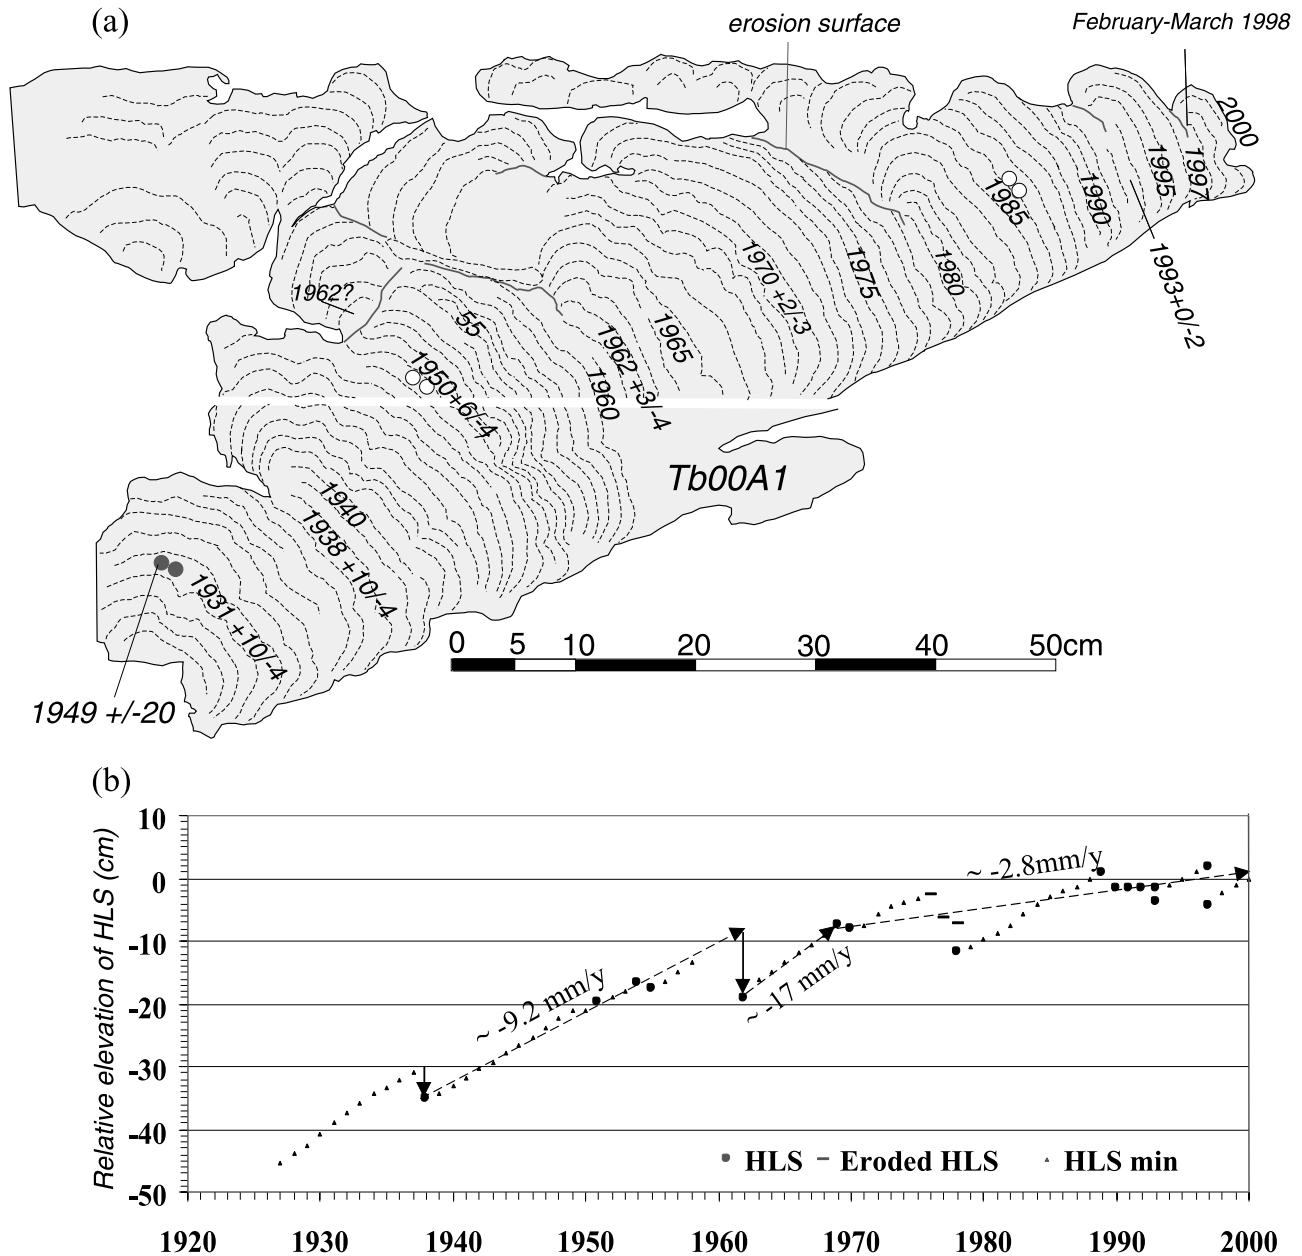 (a)
erosion surface
February-March 1998
2000
1997
1995
1990
1985
1993+0/-2
1980
1975
1970 +2/-3
1965
1962 +3/-4
1960
1962?
55
1950+6/-4
Tb00A1
1940
1938 +10/-4
1931 +10/-4
1949 +/-20
0 5 10 20 32 40 50cm
(b)
Relative elevation of HLS (cm)
10
0
-10
-20
-30
-40
-50
~ -9.2 mm/y
~ -17 mm/y
~ -2.8mm/y
HLS Eroded HLS HLS min
1920 1930 1940 1950 1960 1970 1980 1990 2000